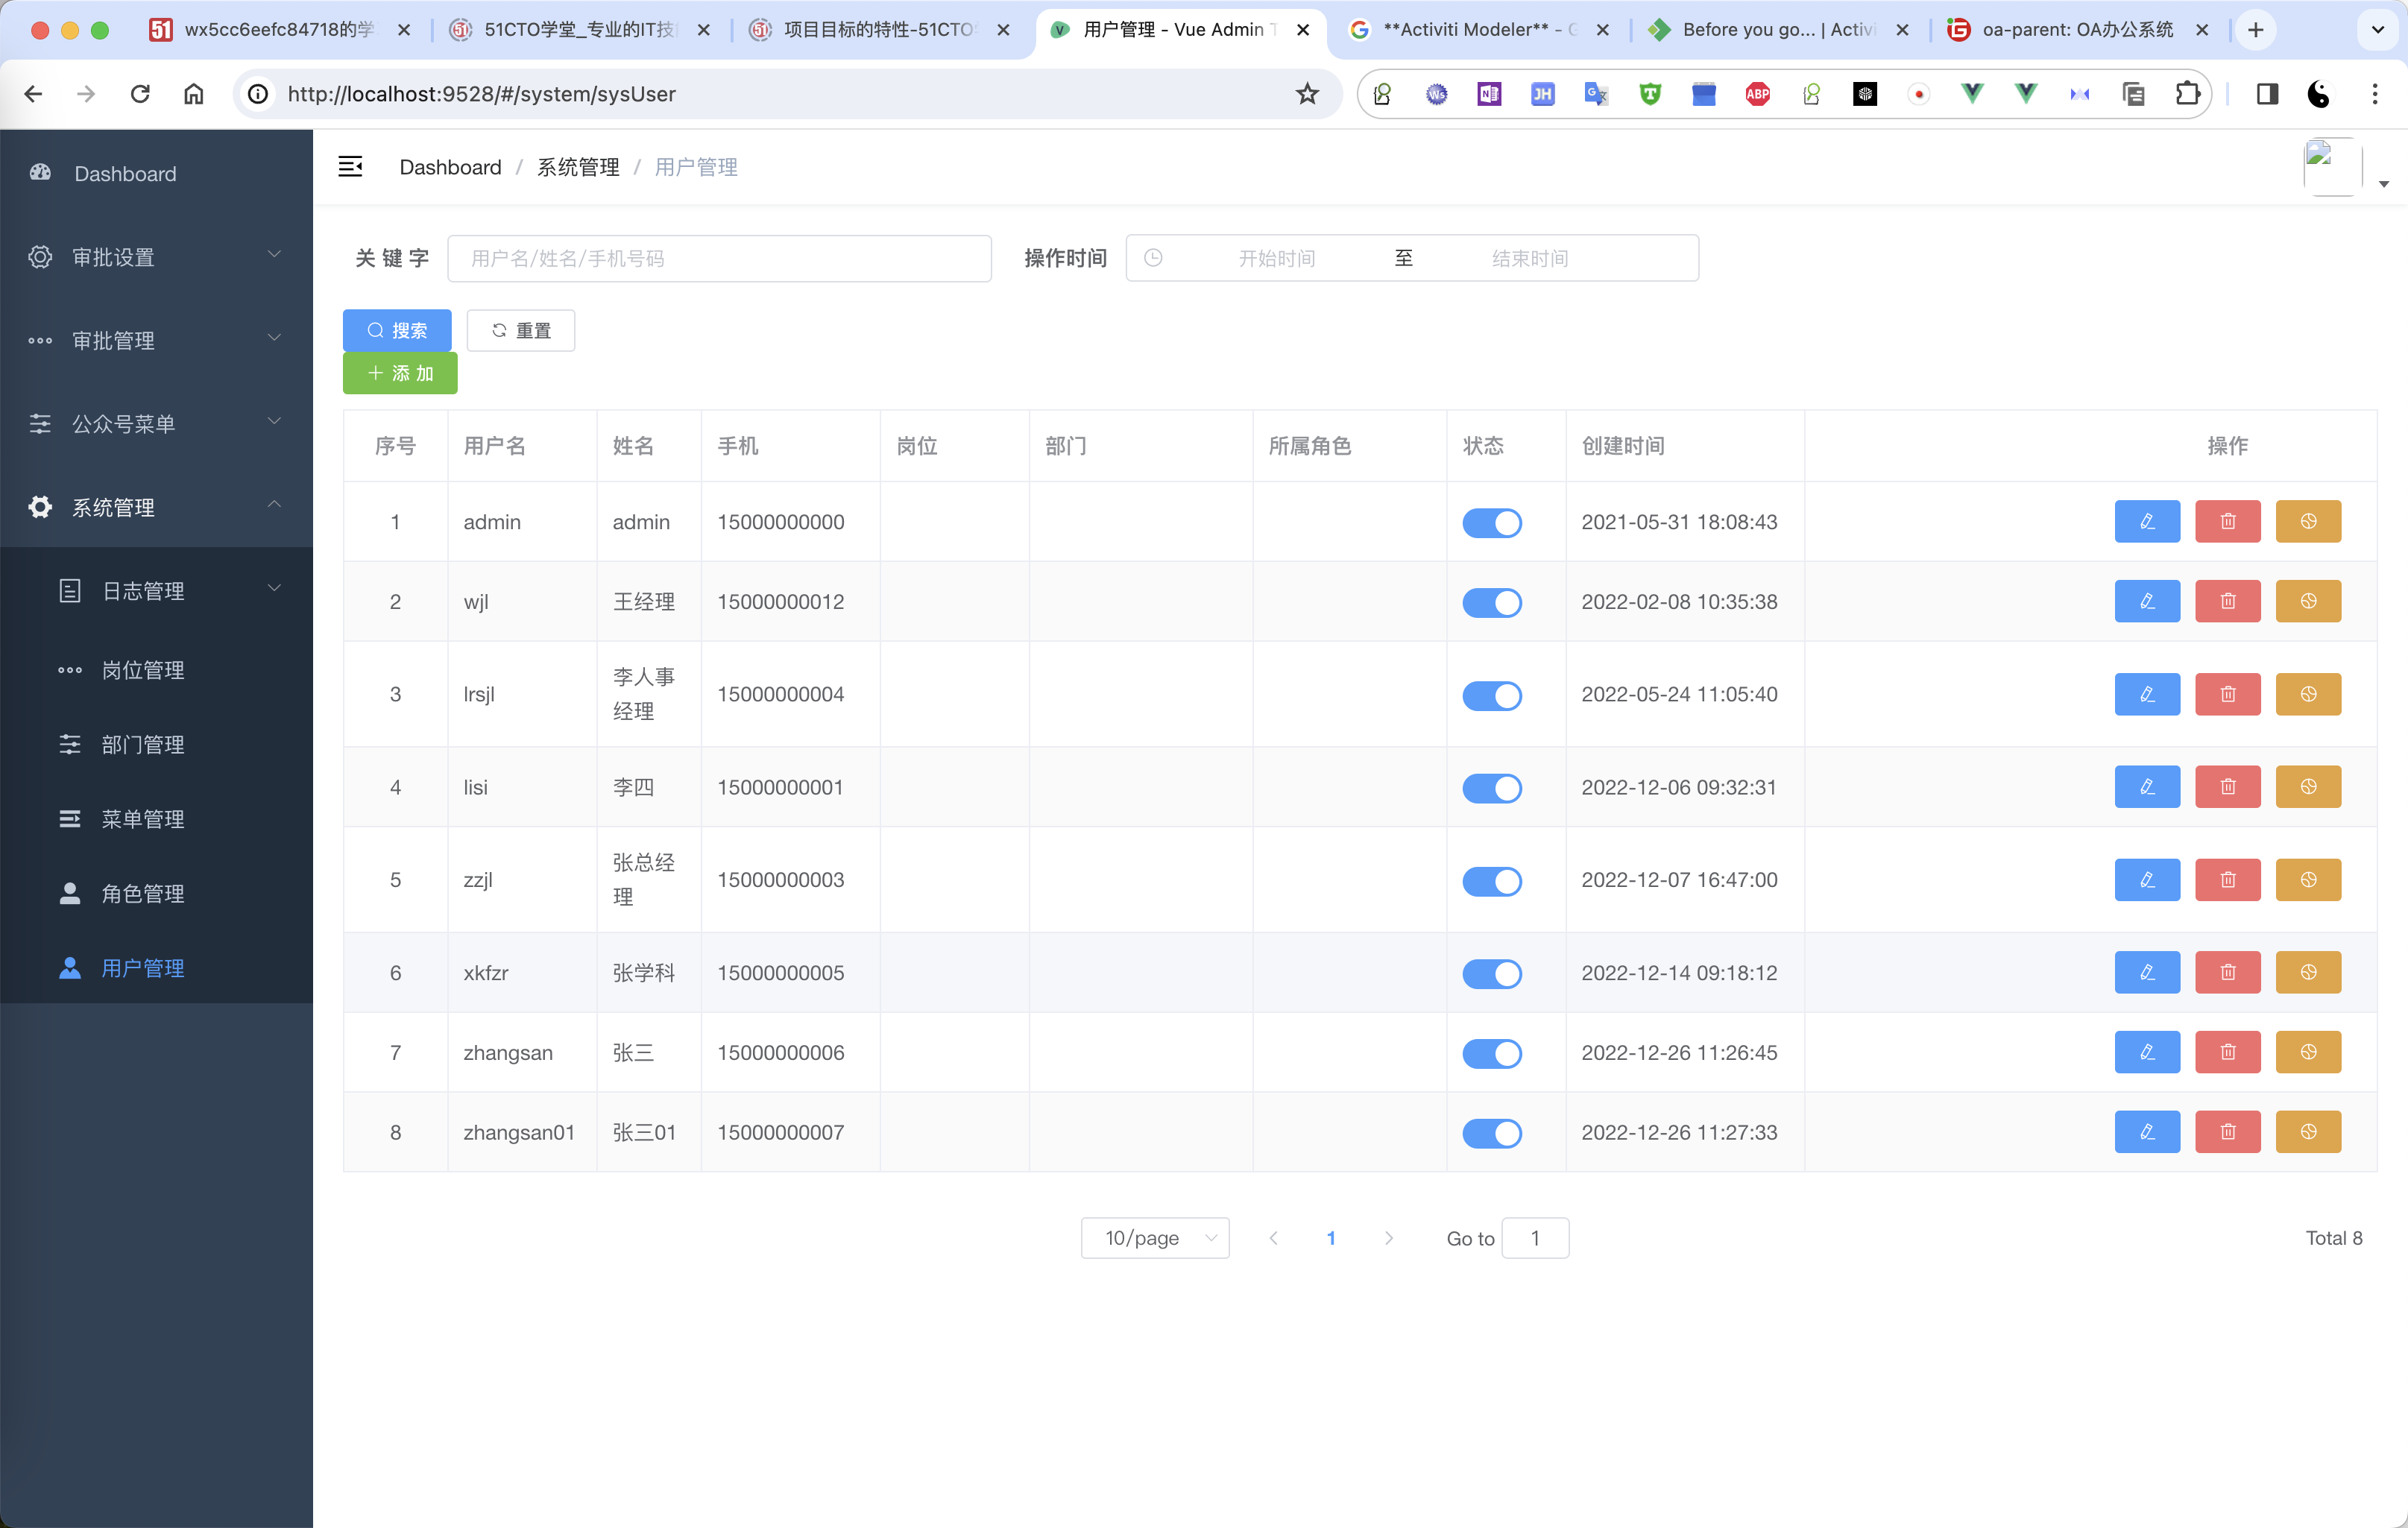 wx5cc6eefc84718的学
51CTO学堂_专业的IT技
项目目标的特性-51CTO
用户管理 - Vue Admin T
**Activiti Modeler** - G
Before you go... | Activi
oa-parent: OA办公系统
http://localhost:9528/#/system/sysUser
Dashboard
审批设置
审批管理
公众号菜单
系统管理
日志管理
岗位管理
部门管理
菜单管理
角色管理
用户管理
Dashboard / 系统管理 / 用户管理
关 键 字 用户名/姓名/手机号码 操作时间 开始时间 至 结束时间
搜索 重置
添 加
序号 用户名 姓名 手机 岗位 部门 所属角色 状态 创建时间 操作
1 admin admin 15000000000 2021-05-31 18:08:43
2 wjl 王经理 15000000012 2022-02-08 10:35:38
3 lrsjl 李人事经理 15000000004 2022-05-24 11:05:40
4 lisi 李四 15000000001 2022-12-06 09:32:31
5 zzjl 张总经理 15000000003 2022-12-07 16:47:00
6 xkfzr 张学科 15000000005 2022-12-14 09:18:12
7 zhangsan 张三 15000000006 2022-12-26 11:26:45
8 zhangsan01 张三01 15000000007 2022-12-26 11:27:33
10/page 1 Go to 1 Total 8